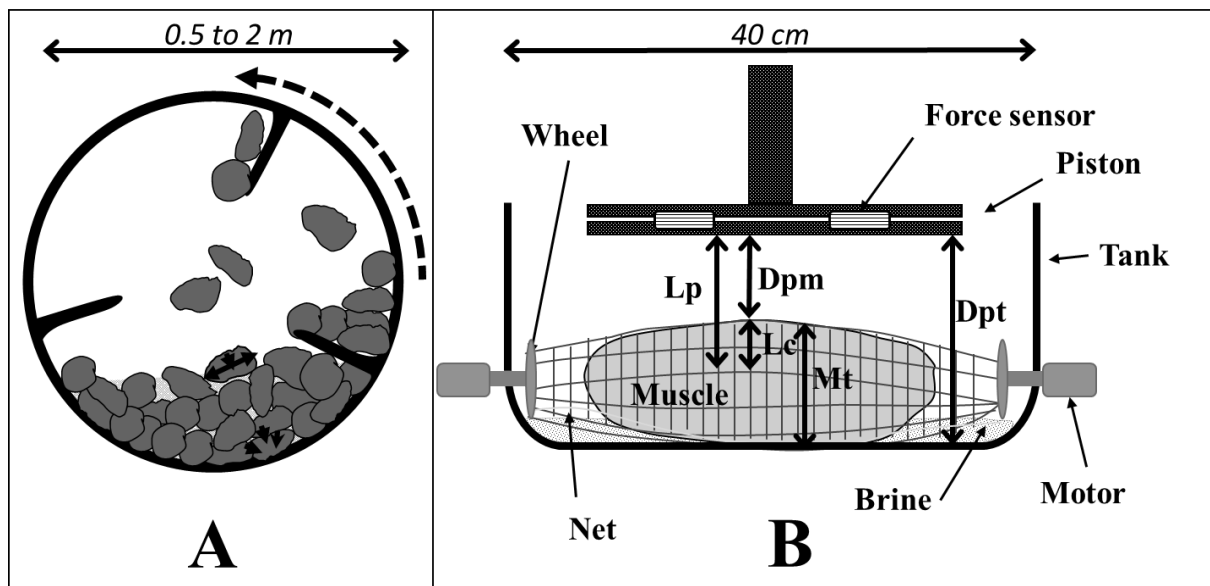 0.5 to 2 m
A
40 cm
Wheel
Force sensor
Piston
Tank
Lp
Dpm
Dpt
Lc
Mt
Muscle
Net
Brine
Motor
B